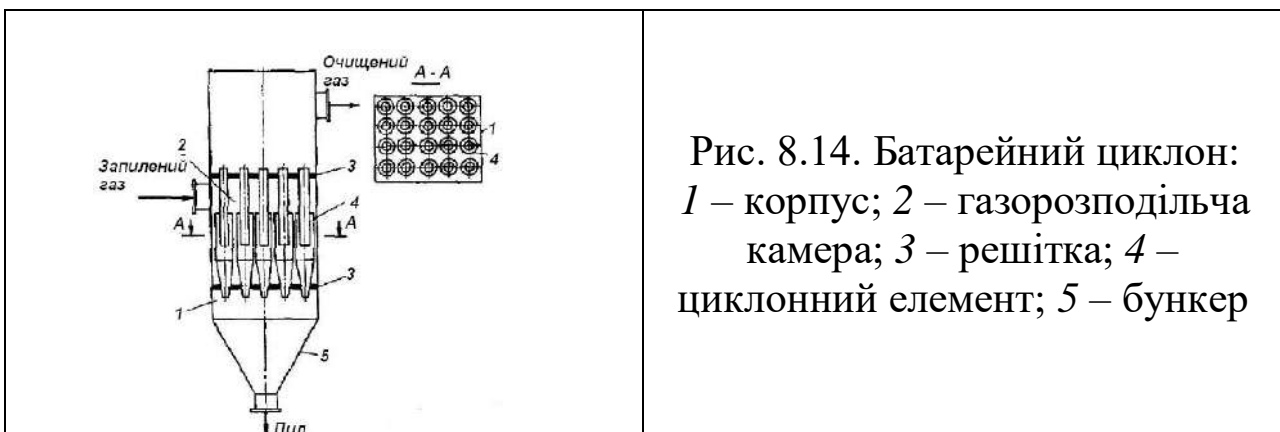 Очищений
газ
А - А
2
1
4
Запилений
газ
3
4
А
А
3
1
5
Пил
Рис. 8.14. Батарейний циклон:
1 – корпус; 2 – газорозподільча
камера; 3 – решітка; 4 –
циклонний елемент; 5 – бункер